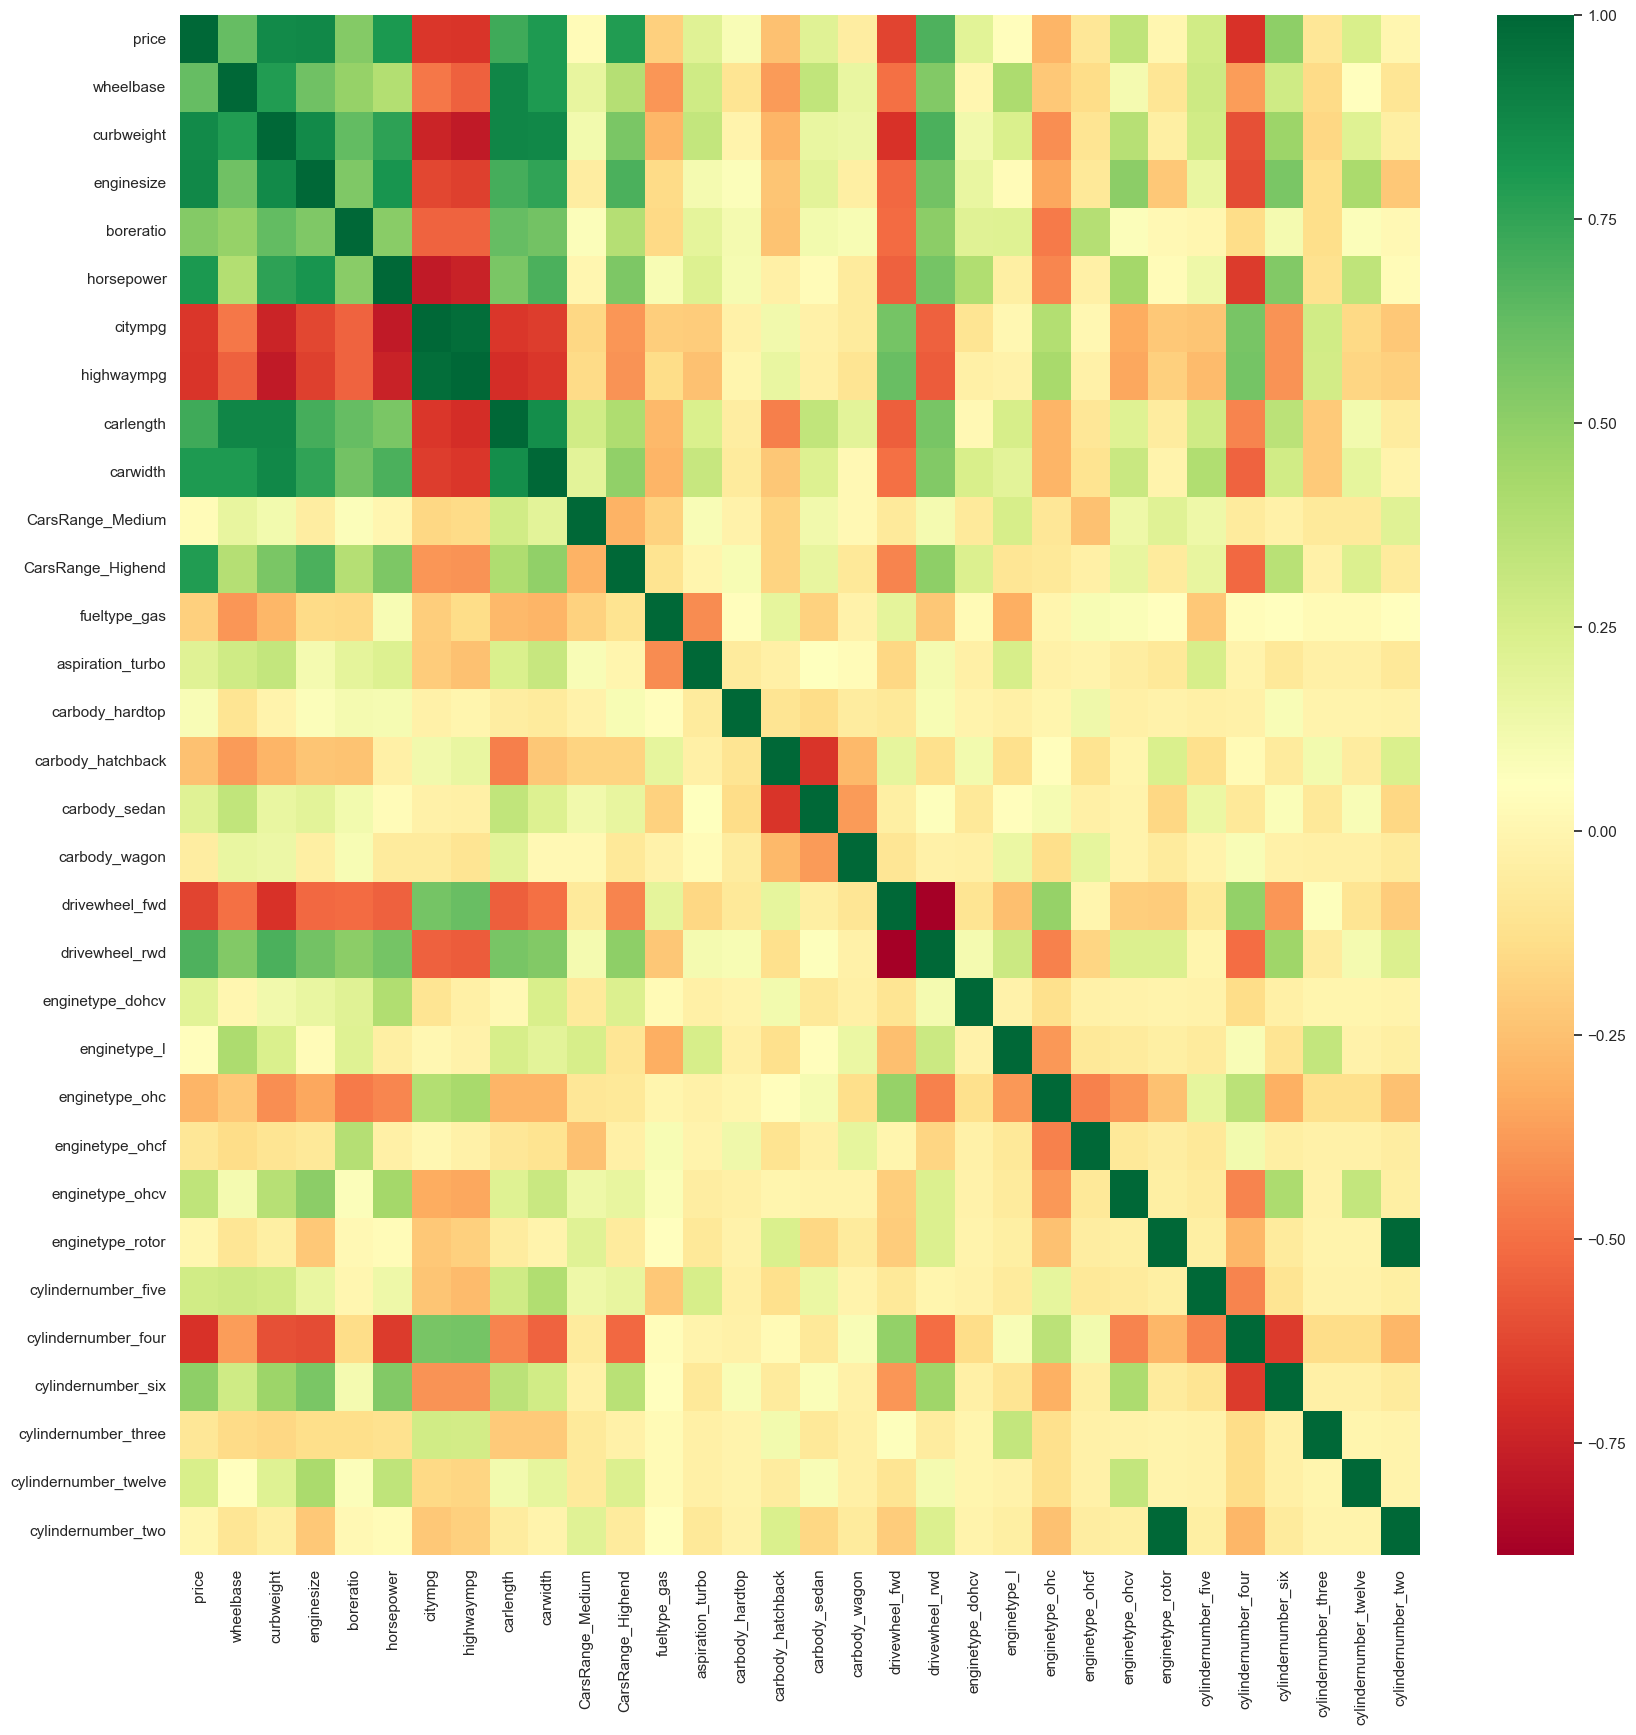 price
wheelbase
curbweight
enginesize
boreratio
horsepower
citympg
highwaympg
carlength
carwidth
CarsRange_Medium
CarsRange_Highend
fueltype_gas
aspiration_turbo
carbody_hardtop
carbody_hatchback
carbody_sedan
carbody_wagon
drivewheel_fwd
drivewheel_rwd
enginetype_dohcv
enginetype_l
enginetype_ohc
enginetype_ohcf
enginetype_ohcv
enginetype_rotor
cylindernumber_five
cylindernumber_four
cylindernumber_six
cylindernumber_three
cylindernumber_twelve
cylindernumber_two
price
wheelbase
curbweight
enginesize
boreratio
horsepower
citympg
highwaympg
carlength
carwidth
CarsRange_Medium
CarsRange_Highend
fueltype_gas
aspiration_turbo
carbody_hardtop
carbody_hatchback
carbody_sedan
carbody_wagon
drivewheel_fwd
drivewheel_rwd
enginetype_dohcv
enginetype_l
enginetype_ohc
enginetype_ohcf
enginetype_ohcv
enginetype_rotor
cylindernumber_five
cylindernumber_four
cylindernumber_six
cylindernumber_three
cylindernumber_twelve
cylindernumber_two
1.00
0.75
0.50
0.25
0.00
−0.25
−0.50
−0.75